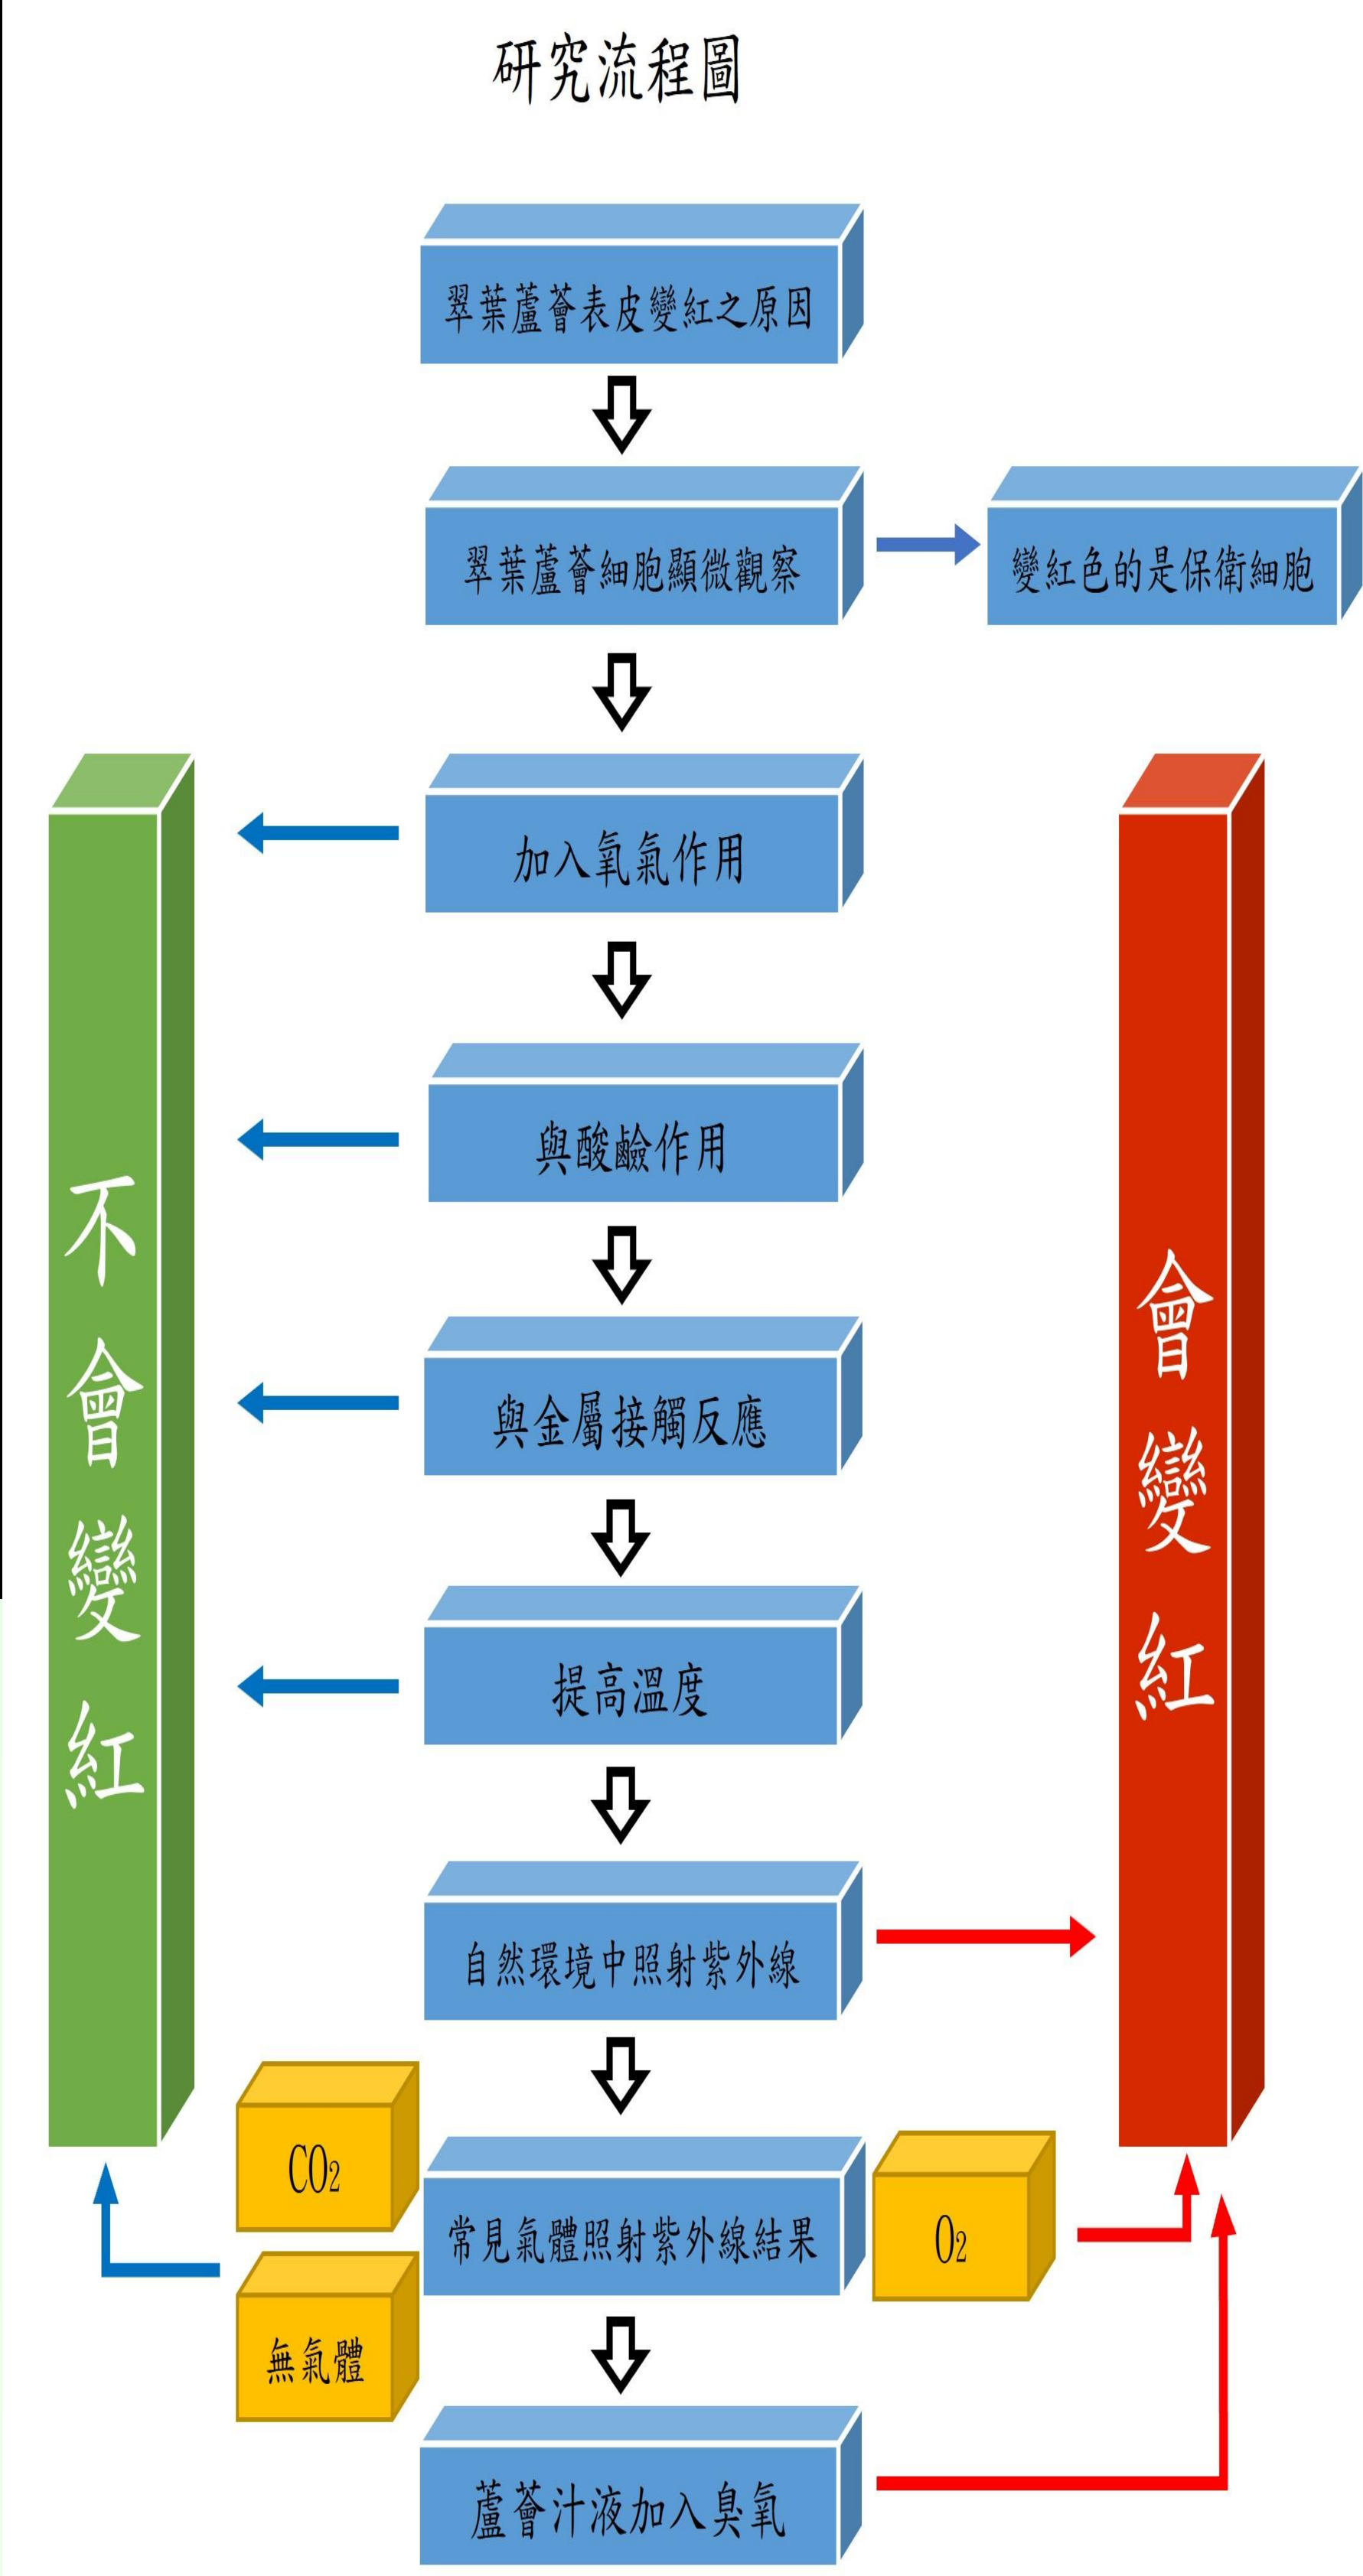 研究流程圖
翠葉蘆薈表皮變紅之原因
翠葉蘆薈細胞顯微觀察
變紅色的是保衛細胞
加入氧氣作用
與酸鹼作用
與金屬接觸反應
提高溫度
不會變紅
會變紅
自然環境中照射紫外線
CO₂
常見氣體照射紫外線結果
O₂
無氣體
蘆薈汁液加入臭氧